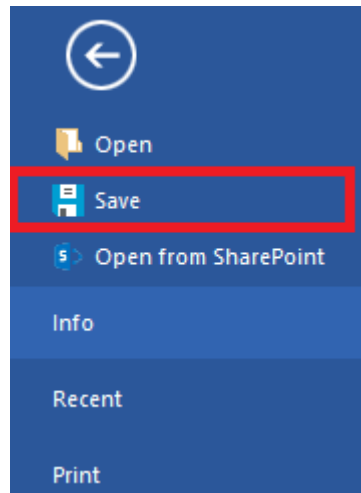 Open
Save
Open from SharePoint
Info
Recent
Print